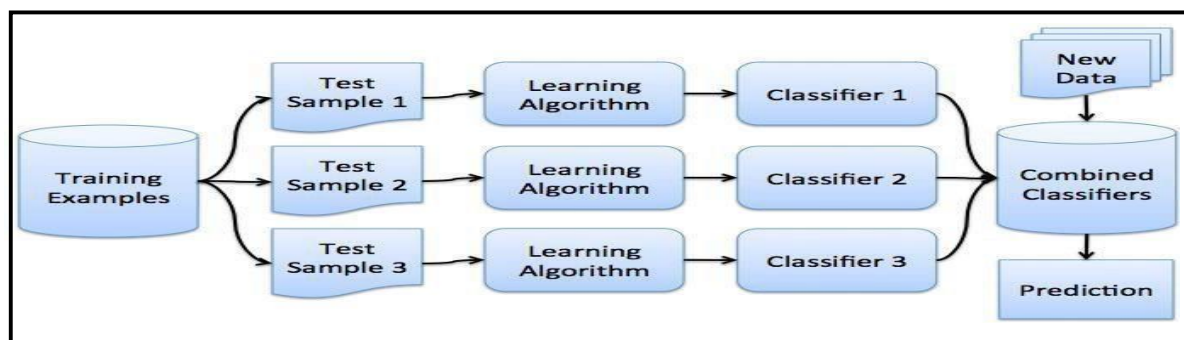 Training
Examples
Test
Sample 1
Learning
Algorithm
Classifier 1
Test
Sample 2
Learning
Algorithm
Classifier 2
Test
Sample 3
Learning
Algorithm
Classifier 3
New
Data
Combined
Classifiers
Prediction